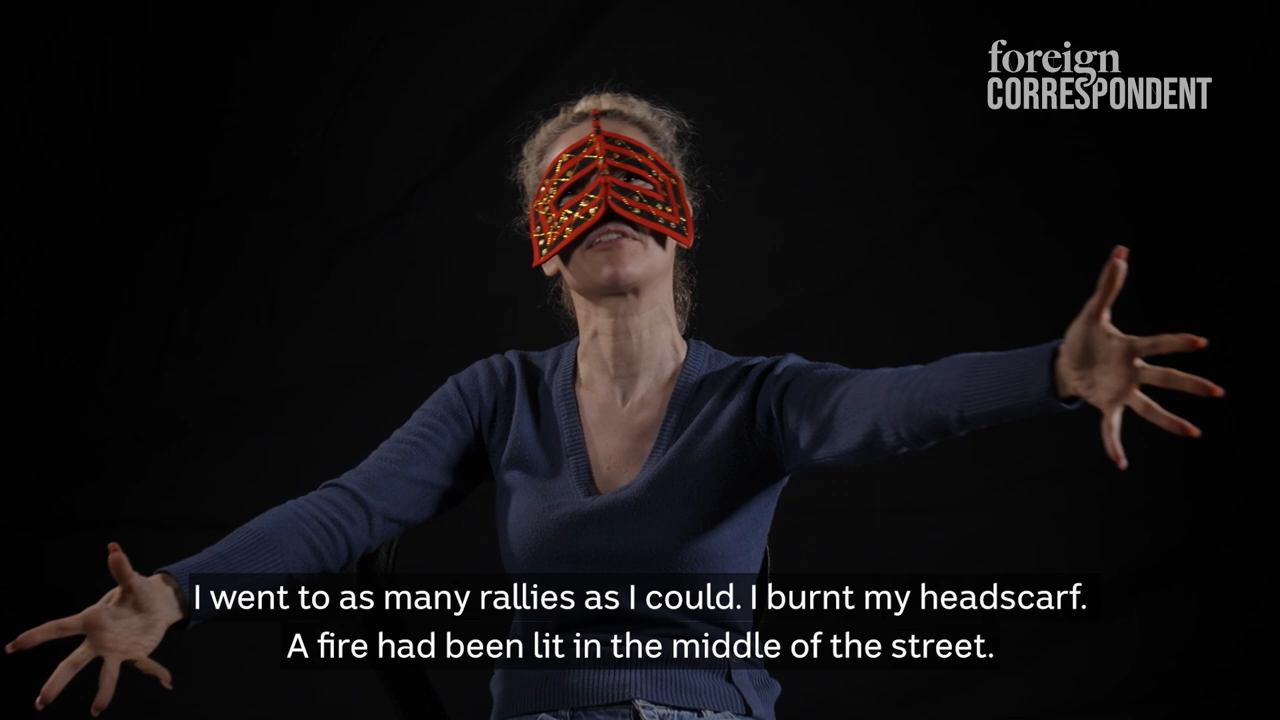 foreign
CORRESPONDENT
I went to as many rallies as I could. I burnt my headscarf.
A fire had been lit in the middle of the street.